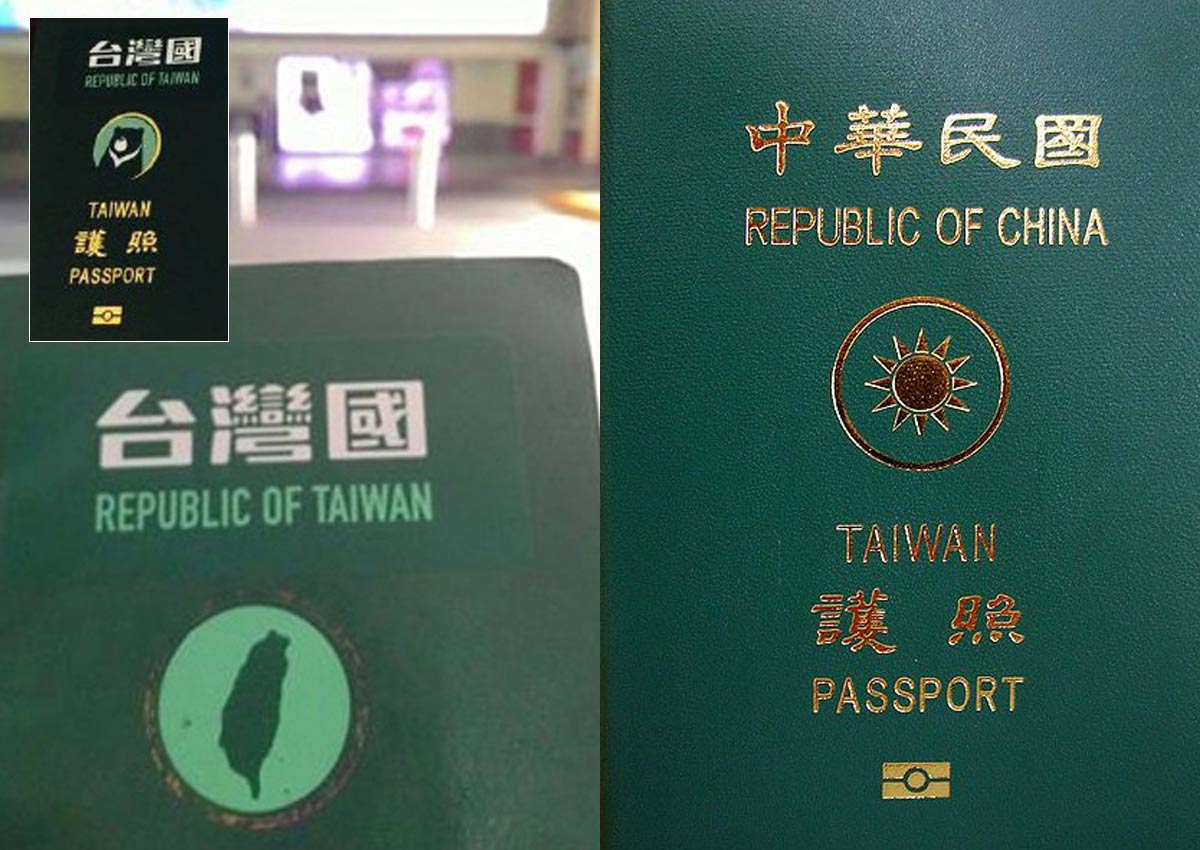 台灣國
REPUBLIC OF TAIWAN
TAIWAN
護照
PASSPORT
台灣國
REPUBLIC OF TAIWAN
中華民國
REPUBLIC OF CHINA
TAIWAN
護照
PASSPORT